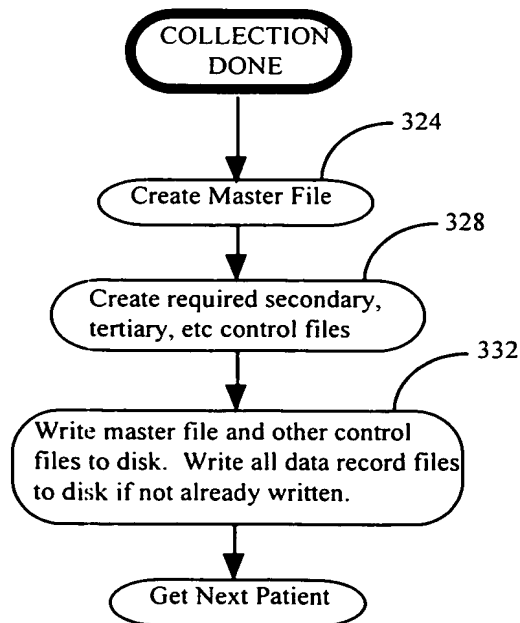 COLLECTION
DONE
324
Create Master File
328
Create required secondary,
tertiary, etc control files
332
Write master file and other control
files to disk. Write all data record files
to disk if not already written.
Get Next Patient